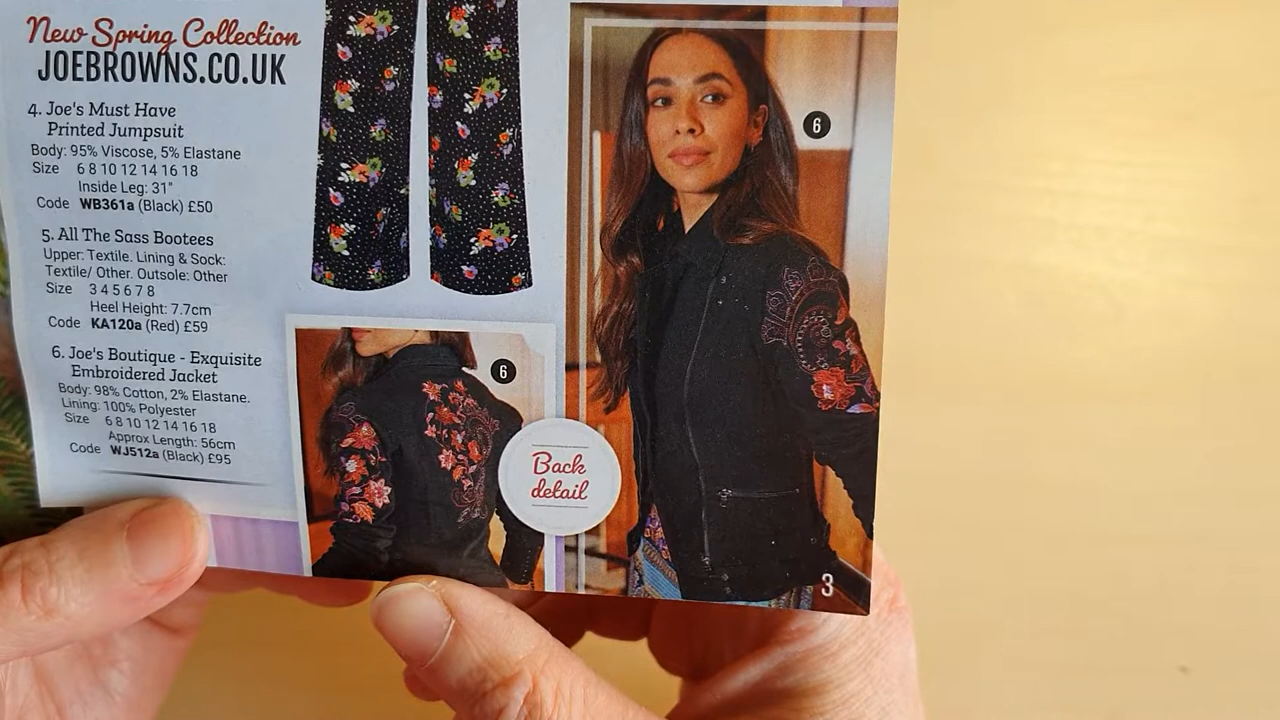 New Spring Collection
JOEBROWNS.CO.UK
4. Joe's Must Have
Printed Jumpsuit
Body: 95% Viscose, 5% Elastane
Size 6 8 10 12 14 16 18
Inside Leg: 31"
Code WB361a (Black) £50
5. All The Sass Bootees
Upper: Textile. Lining & Sock:
Textile/ Other. Outsole: Other
Size 3 4 5 6 7 8
Heel Height: 7.7cm
Code KA120a (Red) £59
6. Joe's Boutique - Exquisite
Embroidered Jacket
Body: 98% Cotton, 2% Elastane.
Lining: 100% Polyester
Size 6 8 10 12 14 16 18
Approx Length: 56cm
Code WJ512a (Black) £95
6
6
Back
detail
3